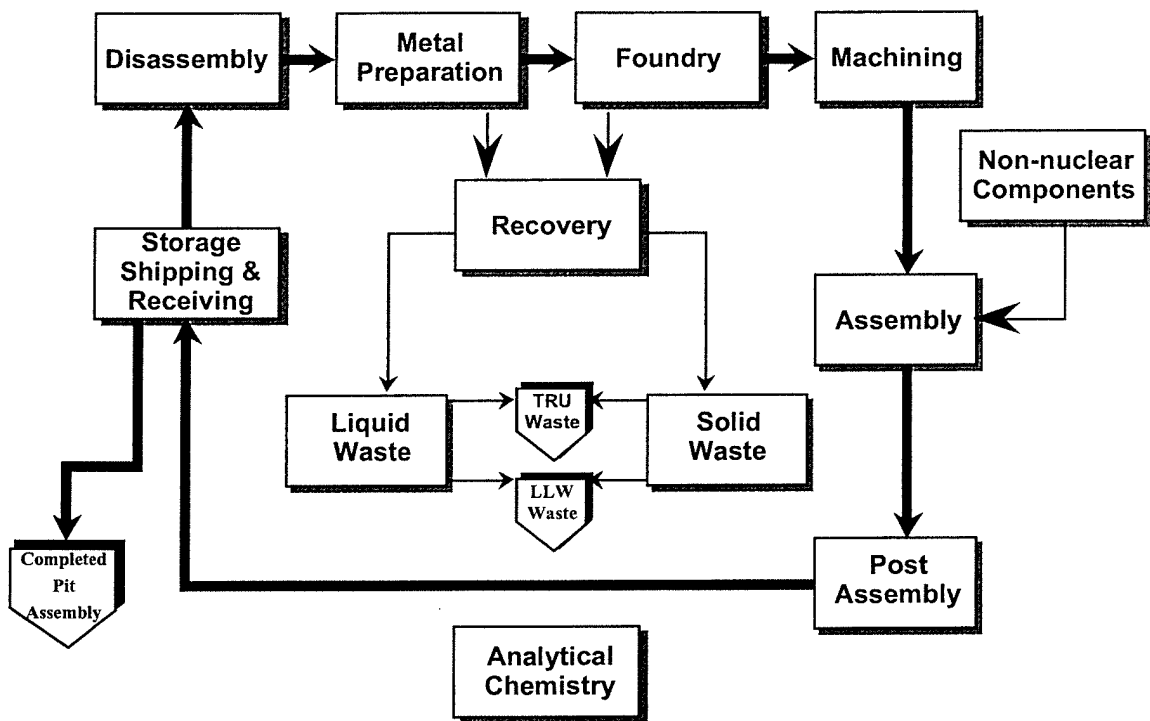 Disassembly
Metal
Preparation
Foundry
Machining
Non-nuclear
Components
Recovery
Storage
Shipping &
Receiving
Assembly
Liquid
Waste
TRU
Waste
Solid
Waste
LLW
Waste
Completed
Pit
Assembly
Post
Assembly
Analytical
Chemistry